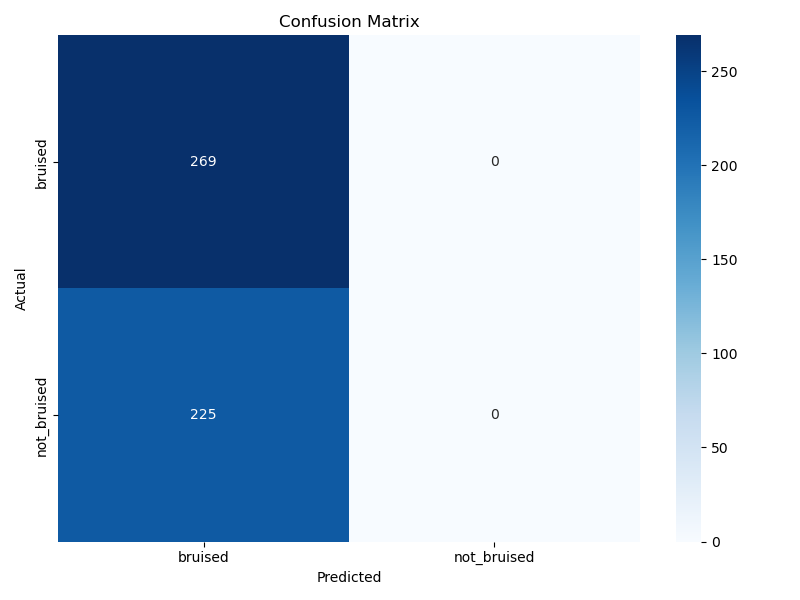 Confusion Matrix
bruised
not_bruised
Actual
269
0
225
0
bruised
not_bruised
Predicted
250
200
150
100
50
0